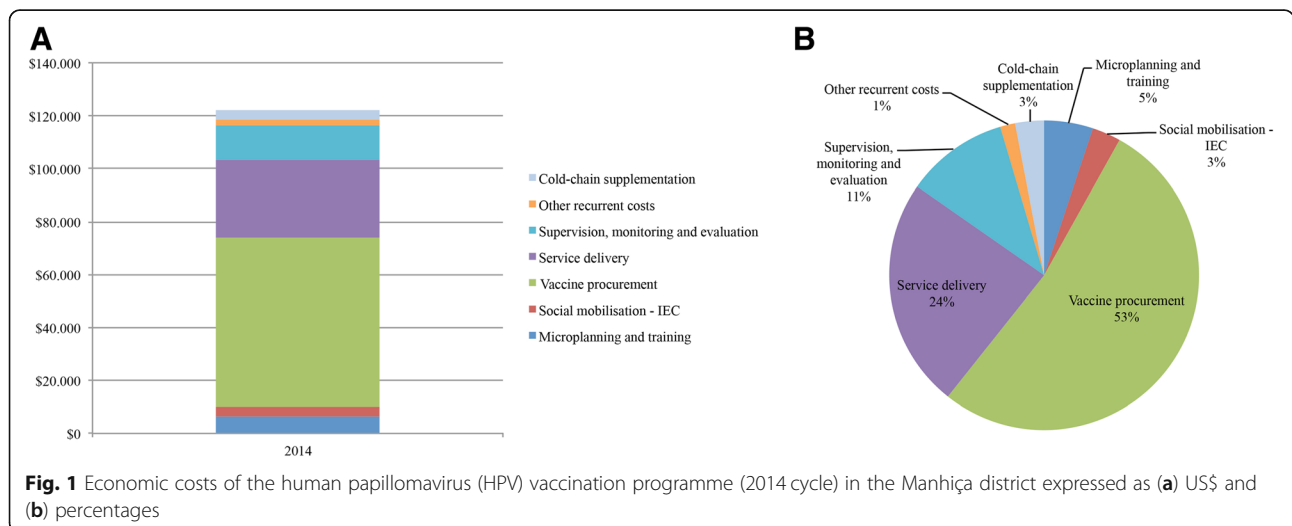 A
$140.000
$120.000
$100.000
$80.000
$60.000
$40.000
$20.000
$0
2014
Cold-chain supplementation
Other recurrent costs
Supervision, monitoring and evaluation
Service delivery
Vaccine procurement
Social mobilisation - IEC
Microplanning and training
B
Cold-chain
supplementation
3%
Microplanning and
training
5%
Other recurrent costs
1%
Social mobilisation -
IEC
3%
Supervision,
monitoring and
evaluation
11%
Service delivery
24%
Vaccine procurement
53%
Fig. 1 Economic costs of the human papillomavirus (HPV) vaccination programme (2014 cycle) in the Manhiça district expressed as (a) US$ and
(b) percentages